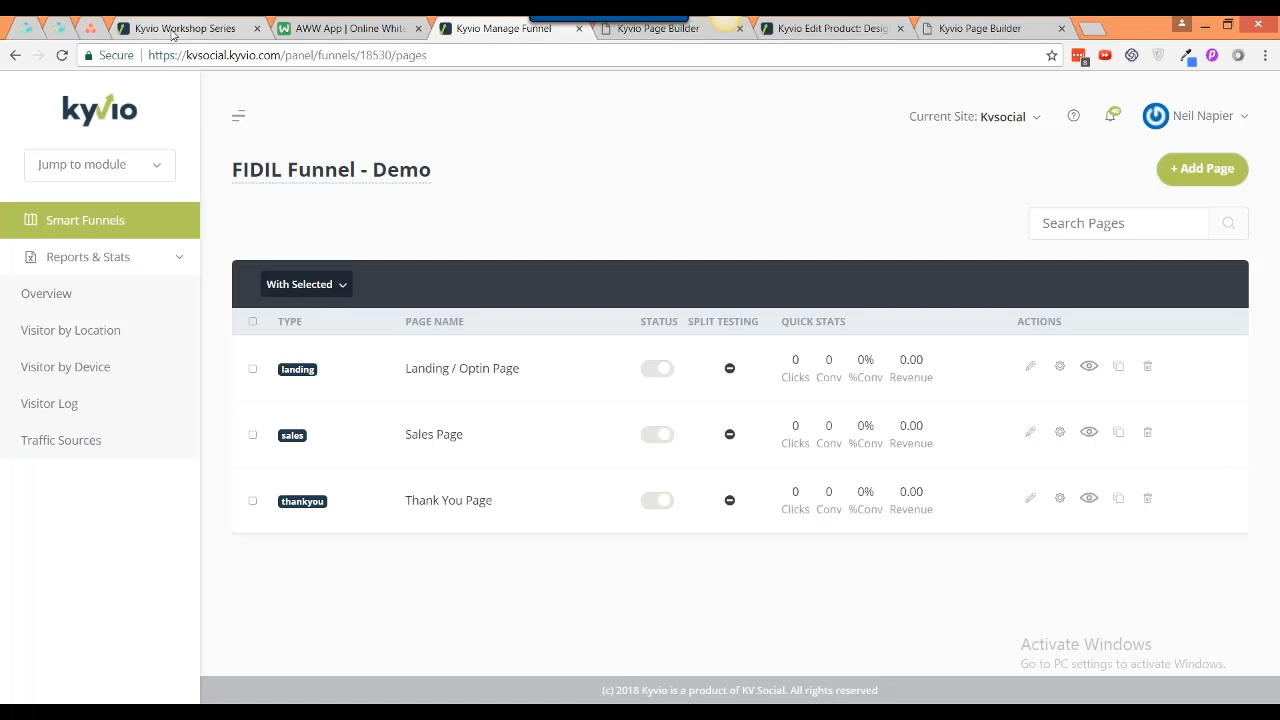 Kyvio Workshop Series
AWW App | Online White
Kyvio Manage Funnel
Kyvio Page Builder
Kyvio Edit Product: Desig
Kyvio Page Builder
Secure
https://kvsocial.kyvio.com/panel/funnels/18530/pages
8
kyvio
Jump to module
Smart Funnels
Reports & Stats
Overview
Visitor by Location
Visitor by Device
Visitor Log
Traffic Sources
Current Site: Kvsocial
Neil Napier
FIDIL Funnel - Demo
+ Add Page
Search Pages
With Selected
TYPE PAGE NAME STATUS SPLIT TESTING QUICK STATS ACTIONS
landing Landing / Optin Page 0 0 0% 0.00
Clicks Conv %Conv Revenue
sales Sales Page 0 0 0% 0.00
Clicks Conv %Conv Revenue
thankyou Thank You Page 0 0 0% 0.00
Clicks Conv %Conv Revenue
Activate Windows
Go to PC settings to activate Windows.
(c) 2018 Kyvio is a product of KV Social. All rights reserved